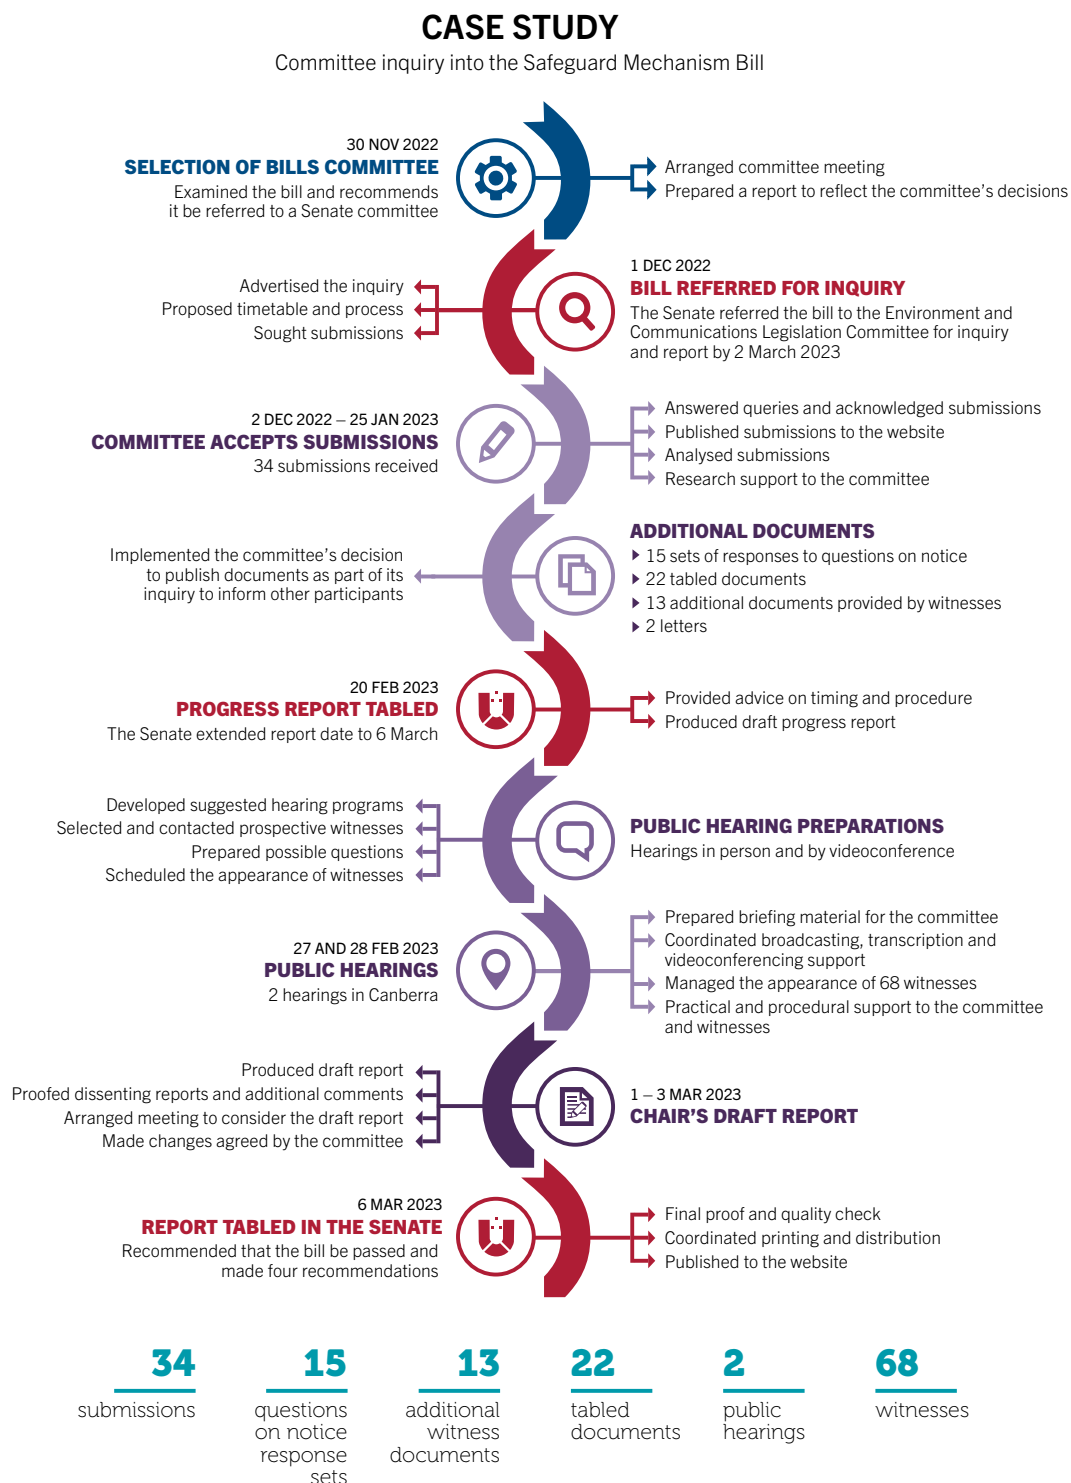 CASE STUDY
Committee inquiry into the Safeguard Mechanism Bill
30 NOV 2022
SELECTION OF BILLS COMMITTEE
Examined the bill and recommends
it be referred to a Senate committee
Arranged committee meeting
Prepared a report to reflect the committee's decisions
Advertised the inquiry
Proposed timetable and process
Sought submissions
1 DEC 2022
BILL REFERRED FOR INQUIRY
The Senate referred the bill to the Environment and
Communications Legislation Committee for inquiry
and report by 2 March 2023
2 DEC 2022 – 25 JAN 2023
COMMITTEE ACCEPTS SUBMISSIONS
34 submissions received
Answered queries and acknowledged submissions
Published submissions to the website
Analysed submissions
Research support to the committee
Implemented the committee's decision
to publish documents as part of its
inquiry to inform other participants
ADDITIONAL DOCUMENTS
15 sets of responses to questions on notice
22 tabled documents
13 additional documents provided by witnesses
2 letters
20 FEB 2023
PROGRESS REPORT TABLED
The Senate extended report date to 6 March
Provided advice on timing and procedure
Produced draft progress report
Developed suggested hearing programs
Selected and contacted prospective witnesses
Prepared possible questions
Scheduled the appearance of witnesses
PUBLIC HEARING PREPARATIONS
Hearings in person and by videoconference
27 AND 28 FEB 2023
PUBLIC HEARINGS
2 hearings in Canberra
Prepared briefing material for the committee
Coordinated broadcasting, transcription and
videoconferencing support
Managed the appearance of 68 witnesses
Practical and procedural support to the committee
and witnesses
Produced draft report
Proofed dissenting reports and additional comments
Arranged meeting to consider the draft report
Made changes agreed by the committee
1 – 3 MAR 2023
CHAIR'S DRAFT REPORT
6 MAR 2023
REPORT TABLED IN THE SENATE
Recommended that the bill be passed and
made four recommendations
Final proof and quality check
Coordinated printing and distribution
Published to the website
34
submissions
15
questions
on notice
response
sets
13
additional
witness
documents
22
tabled
documents
2
public
hearings
68
witnesses